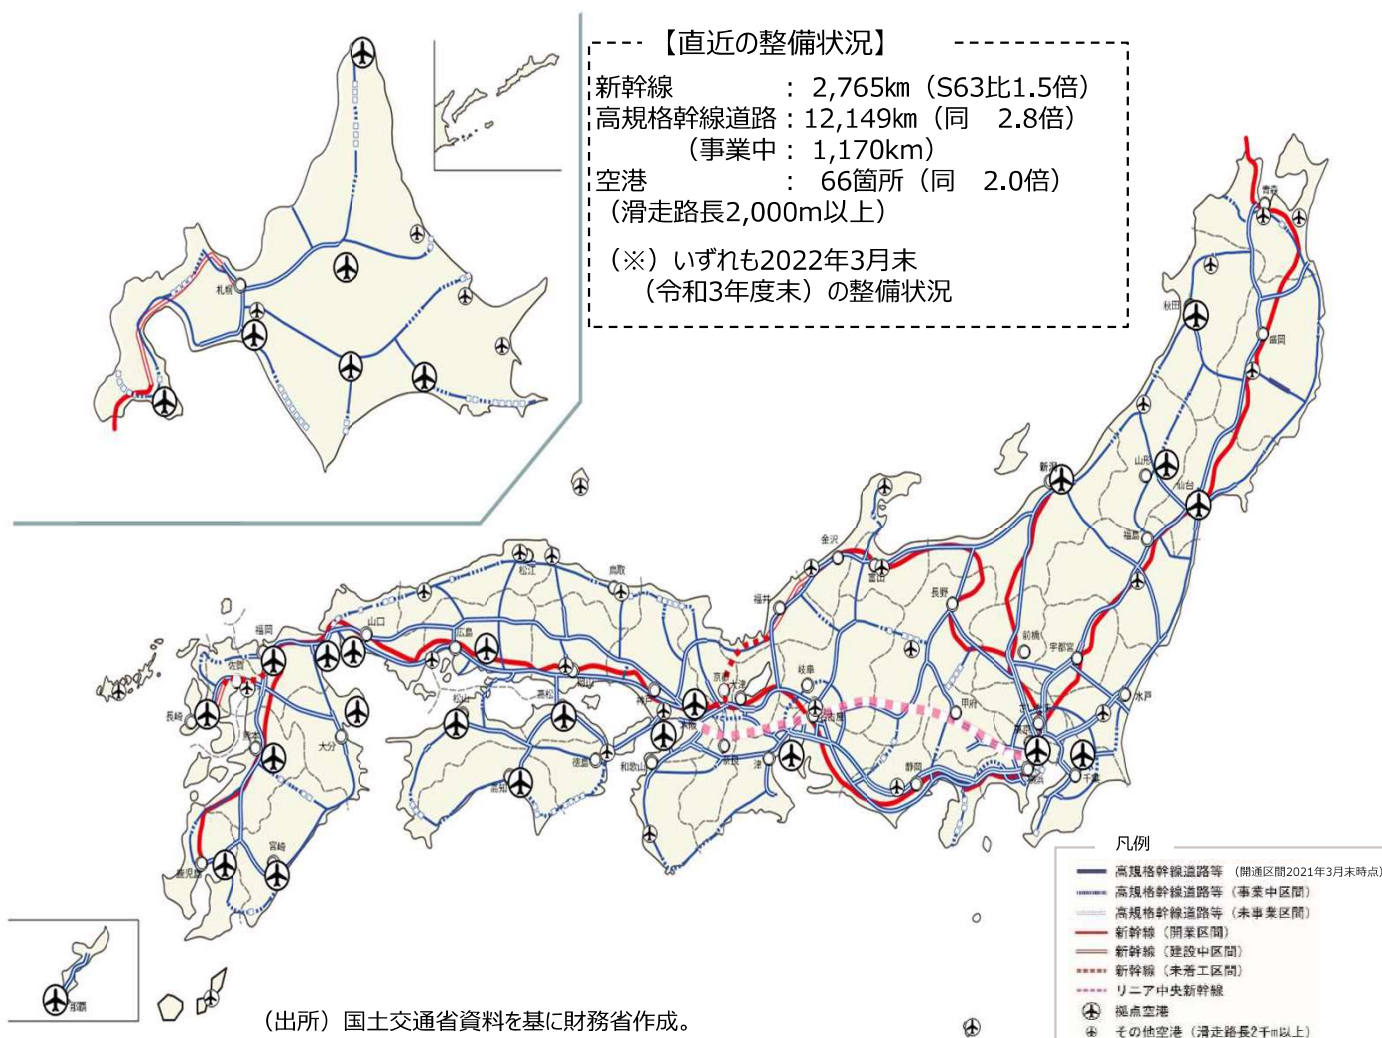 【直近の整備状況】
新幹線 : 2,765㎞（S63比1.5倍）
高規格幹線道路 : 12,149㎞（同 2.8倍）
（事業中 : 1,170km）
空港 : 66箇所（同 2.0倍）
（滑走路長2,000m以上）
（※）いずれも2022年3月末
（令和3年度末）の整備状況
札幌
青森
秋田
盛岡
新潟
山形
仙台
福島
金沢
富山
福井
長野
前橋
宇都宮
水戸
松江
鳥取
山口
広島
福岡
佐賀
長崎
熊本
大分
宮崎
鹿児島
松山
高松
高知
徳島
岡山
神戸
京都
大津
大阪
和歌山
奈良
津
岐阜
名古屋
静岡
甲府
横浜
千葉
那覇
凡例
高規格幹線道路等 （開通区間2021年3月末時点）
高規格幹線道路等（事業中区間）
高規格幹線道路等（未事業区間）
新幹線（開業区間）
新幹線（建設中区間）
新幹線（未着工区間）
リニア中央新幹線
拠点空港
その他空港（滑走路長2千m以上）
（出所）国土交通省資料を基に財務省作成。